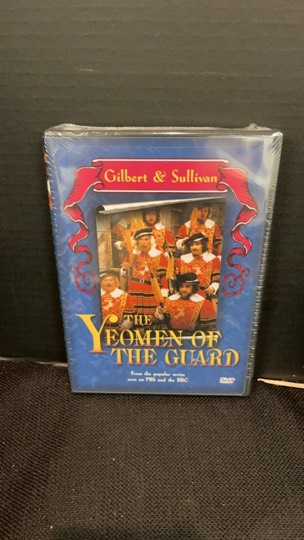 Gilbert & Sullivan
THE
YEOMEN OF
THE GUARD
From the popular series
seen on PBS and the BBC
DVD